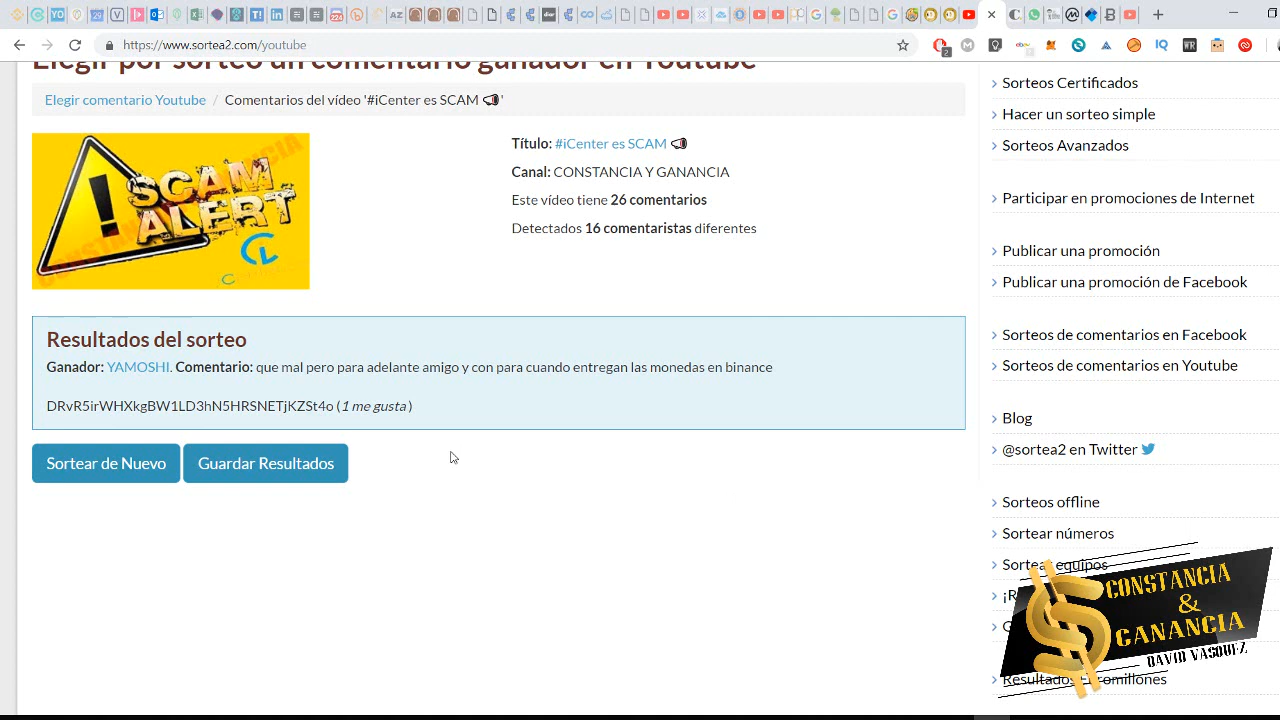 https://www.sortea2.com/youtube
Elegir por sorteo un comentario ganador en Youtube
Elegir comentario Youtube / Comentarios del vídeo '#iCenter es SCAM '
SCAM
ALERT
Título: #iCenter es SCAM
Canal: CONSTANCIA Y GANANCIA
Este vídeo tiene 26 comentarios
Detectados 16 comentaristas diferentes
Resultados del sorteo
Ganador: YAMOSHI. Comentario: que mal pero para adelante amigo y con para cuando entregan las monedas en binance
DRvR5irWHXkgBW1LD3hN5HRSNETjKZSt4o (1 me gusta )
Sortear de Nuevo
Guardar Resultados
Sorteos Certificados
Hacer un sorteo simple
Sorteos Avanzados
Participar en promociones de Internet
Publicar una promoción
Publicar una promoción de Facebook
Sorteos de comentarios en Facebook
Sorteos de comentarios en Youtube
Blog
@sortea2 en Twitter
Sorteos offline
Sortear números
Sortear equipos
CONSTANCIA
&
GANANCIA
DAVID VASQUEZ